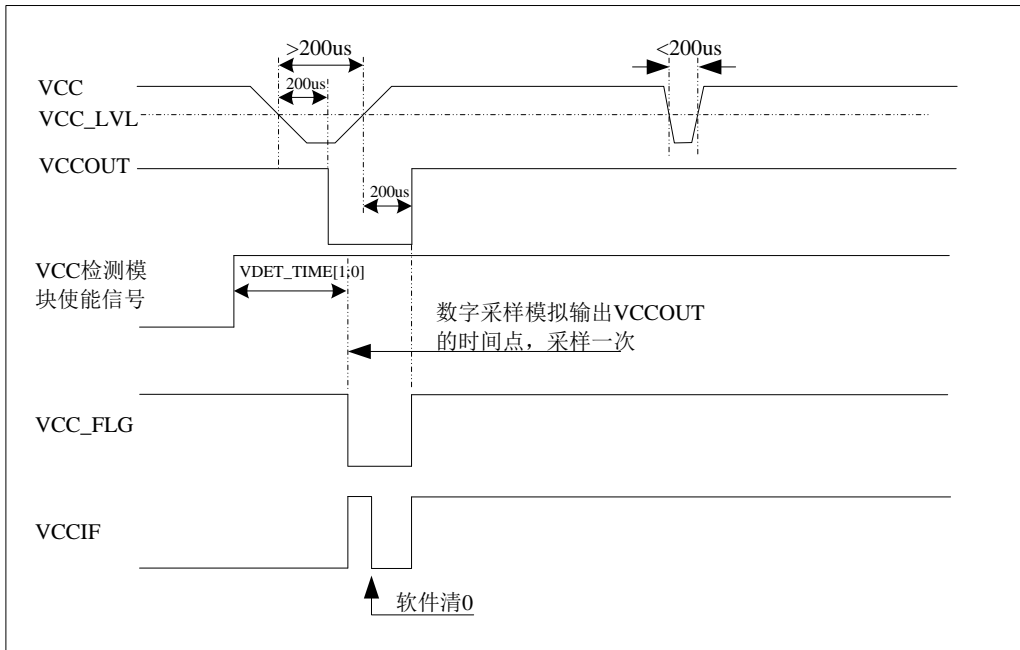 >200us
<200us
200us
VCC
VCC_LVL
VCCOUT
200us
VCC检测模
块使能信号
VDET_TIME[1,0]
数字采样模拟输出VCCOUT
的时间点，采样一次
VCC_FLG
VCCIF
软件清0